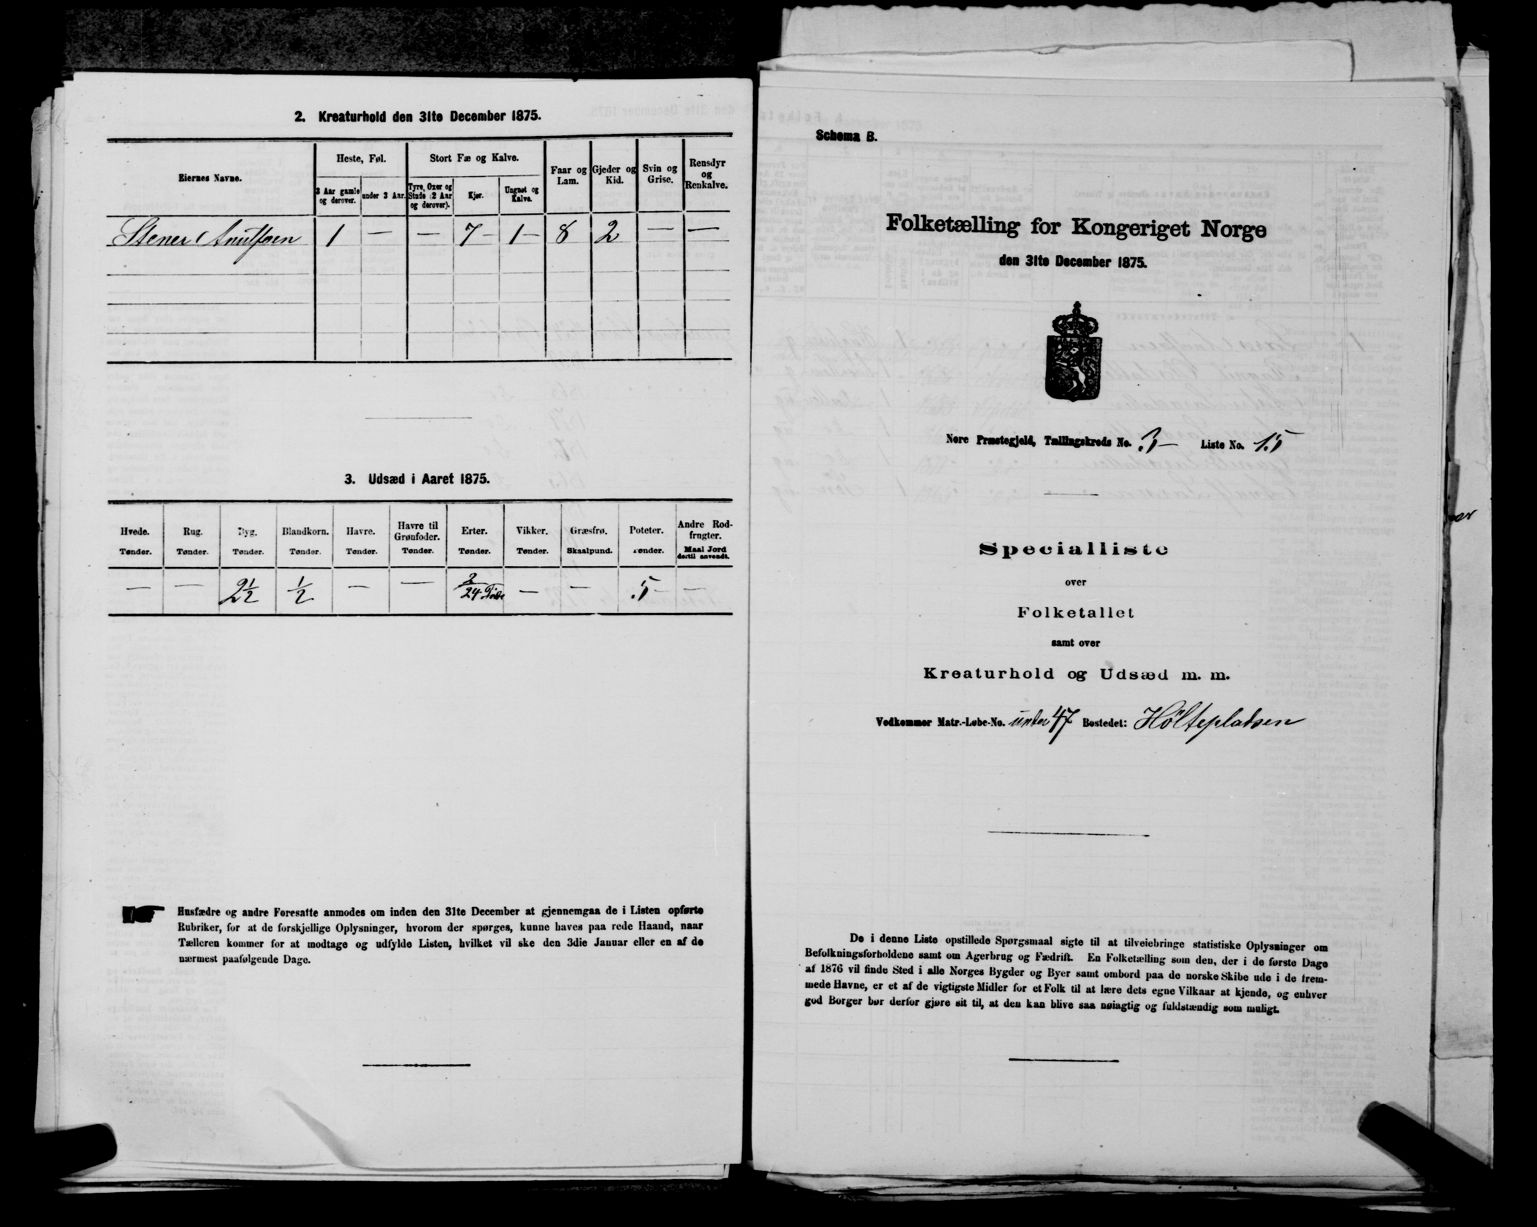 2. Kreaturhold den 31te December 1875.
Eiernes Navne. Heste, Føl. Stort Fæ og Kalve. Faar og Lam. Gjeder og Kid. Svin og Grise. Rensdyr og Renkalve.
3 Aar gamle og derover. under 3 Aar. Tyre, Oxer og Stude (2 Aar og derover). Kjør. Ungnøt og Kalve.
Stener Knutsen 1 — — 7 1 8 2 — —
3. Udsæd i Aaret 1875.
Hvede. Rug. Byg. Blandkorn. Havre. Havre til Grønfoder. Erter. Vikker. Græsfrø. Poteter. Andre Rodfrugter.
Tønder. Tønder. Tønder. Tønder. Tønder. Tønder. Tønder. Tønder. Skaalpund. Tønder. Maal Jord dertil anvendt.
— — 2½ ½ — — 2/24 Tøde — — 5 —
Husfædre og andre Foresatte anmodes om inden den 31te December at gjennemgaa de i Listen opførte
Rubriker, for at de forskjellige Oplysninger, hvorom der spørges, kunne haves paa rede Haand, naar
Tælleren kommer for at modtage og udfylde Listen, hvilket vil ske den 3die Januar eller en af de
nærmest paafølgende Dage.
Schema B.
Folketælling for Kongeriget Norge
den 31te December 1875.
Nore Præstegjeld, Tællingskreds No. 3 Liste No. 15
Specialliste
over
Folketallet
samt over
Kreaturhold og Udsæd m. m.
Vedkommer Matr.-Løbe-No. under 47 Bostedet: Hölteplatsen
De i denne Liste opstillede Spørgsmaal sigte til at tilveiebringe statistiske Oplysninger om
Befolkningsforholdene samt om Agerbrug og Fædrift. En Folketælling som den, der i de første Dage
af 1876 vil finde Sted i alle Norges Bygder og Byer samt ombord paa de norske Skibe ude i de frem-
mede Havne, er et af de vigtigste Midler for et Folk til at lære dets egne Vilkaar at kjende, og enhver
god Borger bør derfor gjøre sit til, at den kan blive saa nøiagtig og fuldstændig som muligt.